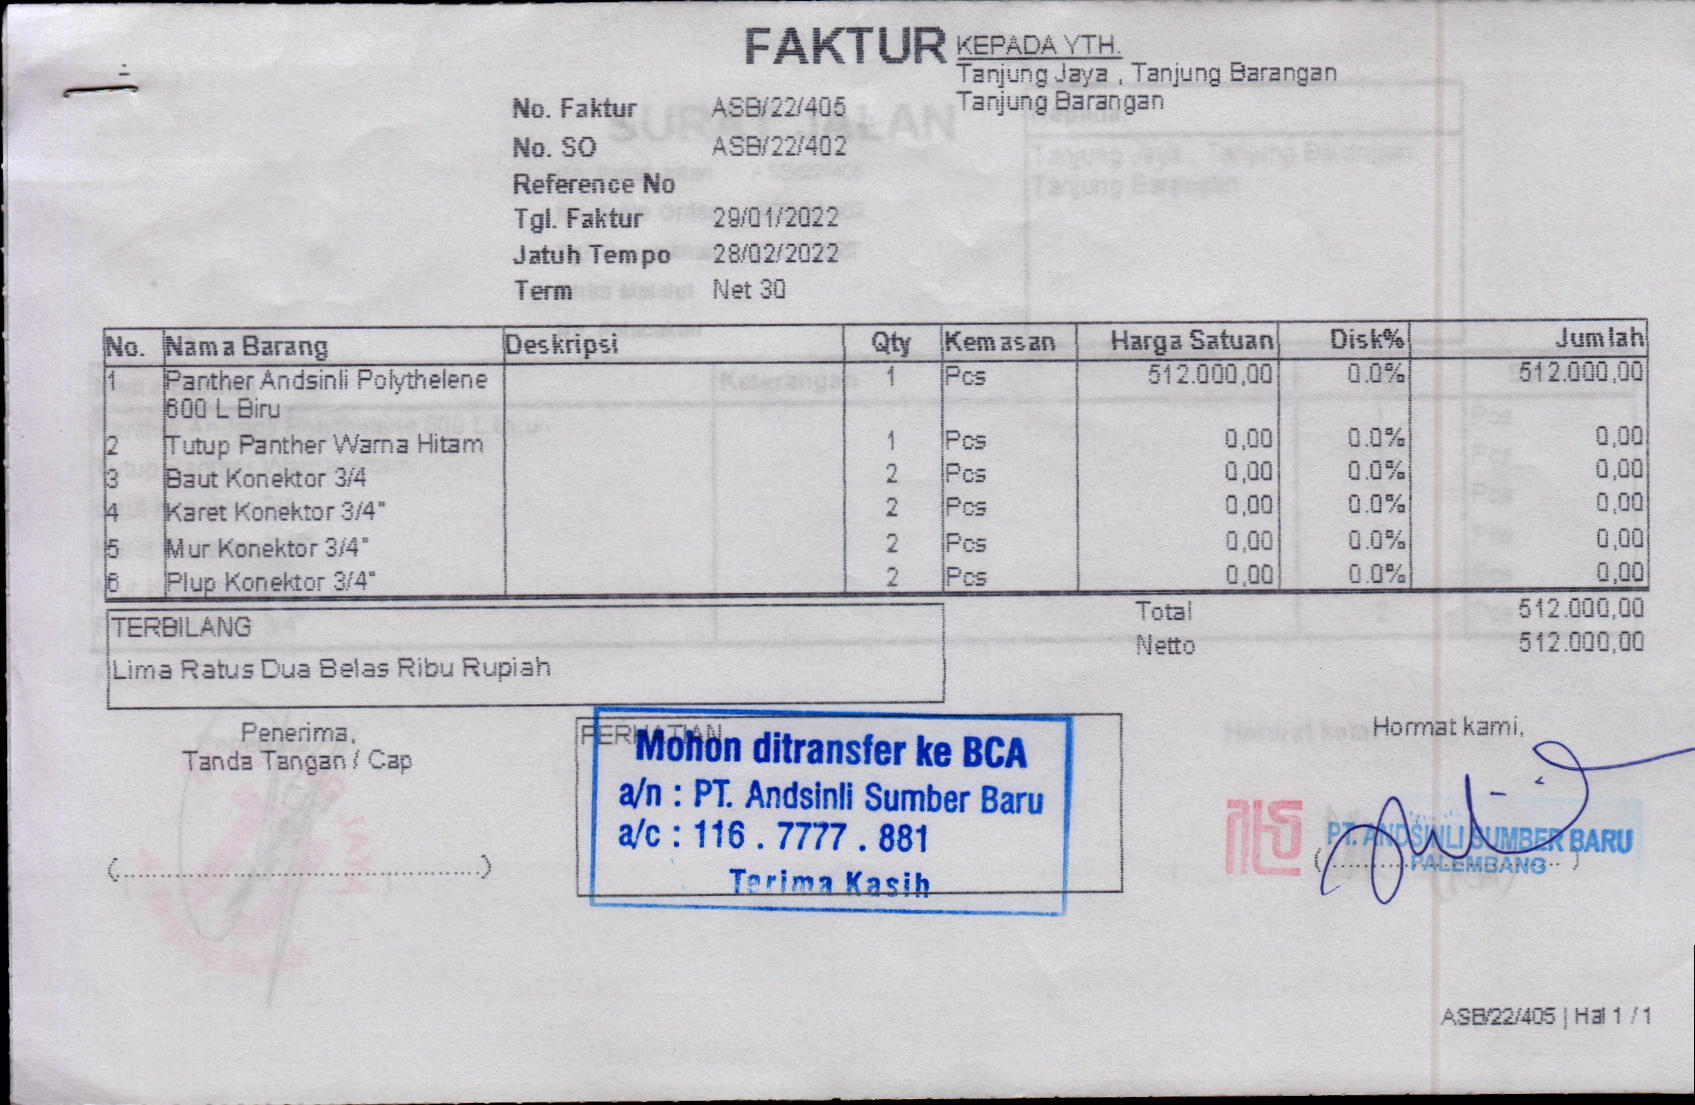 FAKTUR
KEPADA YTH.
Tanjung Jaya , Tanjung Barangan
Tanjung Barangan
No. Faktur ASB/22/405
No. SO ASB/22/402
Reference No
Tgl. Faktur 29/01/2022
Jatuh Tempo 28/02/2022
Term Net 30
No. Nama Barang Deskripsi Qty Kemasan Harga Satuan Disk% Jumlah
1 Panther Andsinli Polythelene 1 Pcs 512.000,00 0.0% 512.000,00
600 L Biru
2 Tutup Panther Warna Hitam 1 Pcs 0,00 0.0% 0,00
3 Baut Konektor 3/4 2 Pcs 0,00 0.0% 0,00
4 Karet Konektor 3/4" 2 Pcs 0,00 0.0% 0,00
5 Mur Konektor 3/4" 2 Pcs 0,00 0.0% 0,00
6 Plup Konektor 3/4" 2 Pcs 0,00 0.0% 0,00
Total 512.000,00
Netto 512.000,00
TERBILANG
Lima Ratus Dua Belas Ribu Rupiah
Penerima,
Tanda Tangan / Cap
(..........................................)
PERHATIAN
Mohon ditransfer ke BCA
a/n : PT. Andsinli Sumber Baru
a/c : 116 . 7777 . 881
Terima Kasih
Hormat kami,
PT. ANDSINLI SUMBER BARU
PALEMBANG
ASB/22/405 | Hal 1 / 1